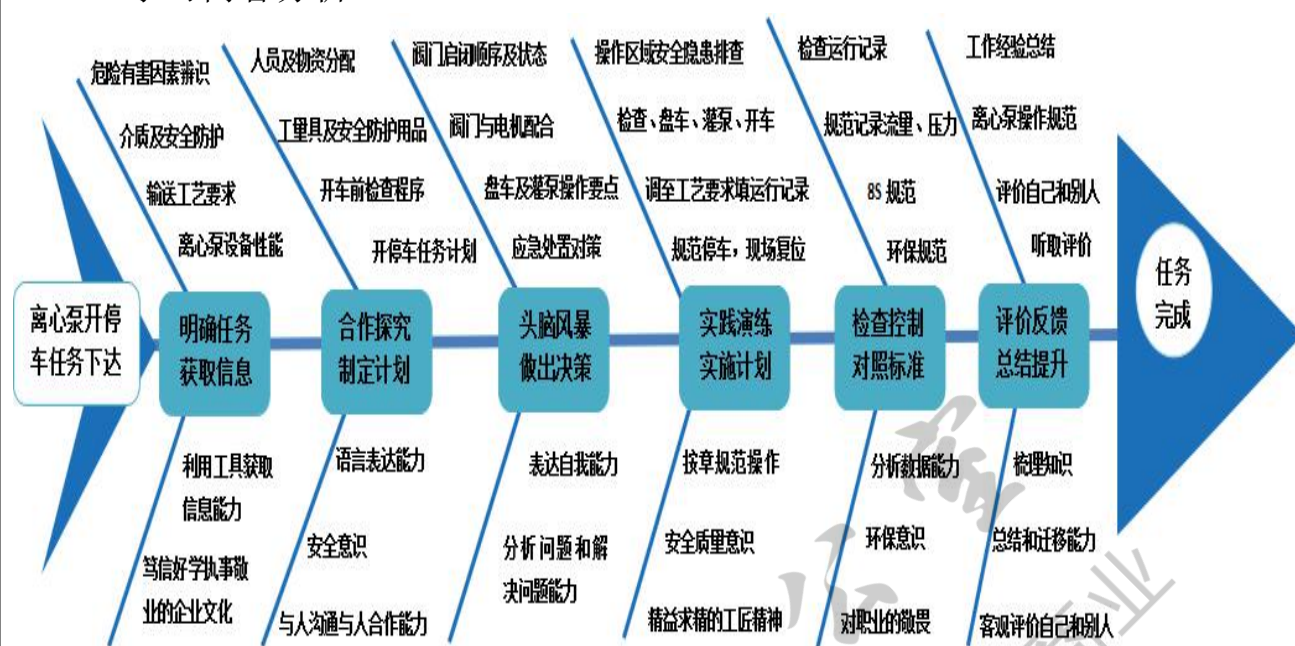 危险有害因素辨识
介质及安全防护
输送工艺要求
离心泵设备性能
人员及物资分配
工量具及安全防护用品
开车前检查程序
开停车任务计划
阀门启闭顺序及状态
阀门与电机配合
盘车及灌泵操作要点
应急处置对策
操作区域安全隐患排查
检查、盘车、灌泵、开车
调至工艺要求填运行记录
规范停车，现场复位
检查运行记录
规范记录流量、压力
8S 规范
环保规范
工作经验总结
离心泵操作规范
评价自己和别人
听取评价
离心泵开停
车任务下达
明确任务
获取信息
合作探究
制定计划
头脑风暴
做出决策
实践演练
实施计划
检查控制
对照标准
评价反馈
总结提升
任务
完成
利用工具获取
信息能力
笃信好学执事敬
业的企业文化
语言表达能力
安全意识
与人沟通与人合作能力
表达自我能力
分析问题和解
决问题能力
按章规范操作
安全质量意识
精益求精的工匠精神
分析数据能力
环保意识
对职业的敬畏
梳理知识
总结和迁移能力
客观评价自己和别人